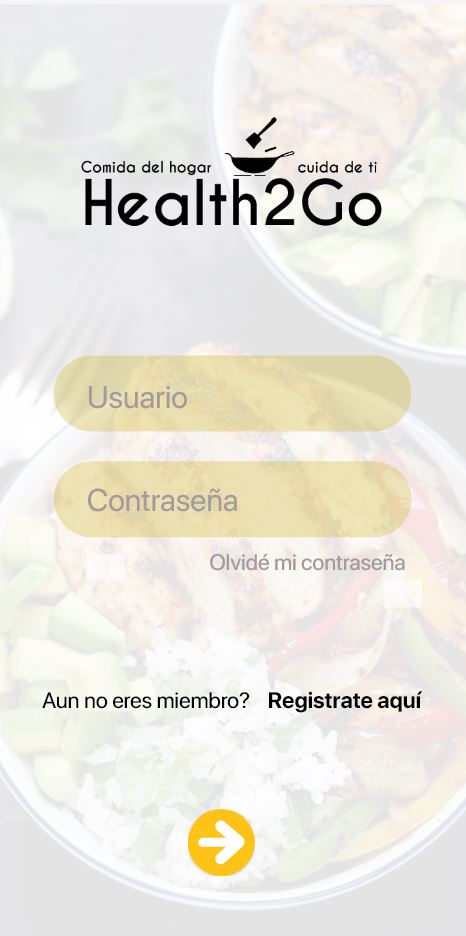 Comida del hogar cuida de ti
Health2Go
Usuario
Contraseña
Olvidé mi contraseña
Aun no eres miembro? Registrate aquí